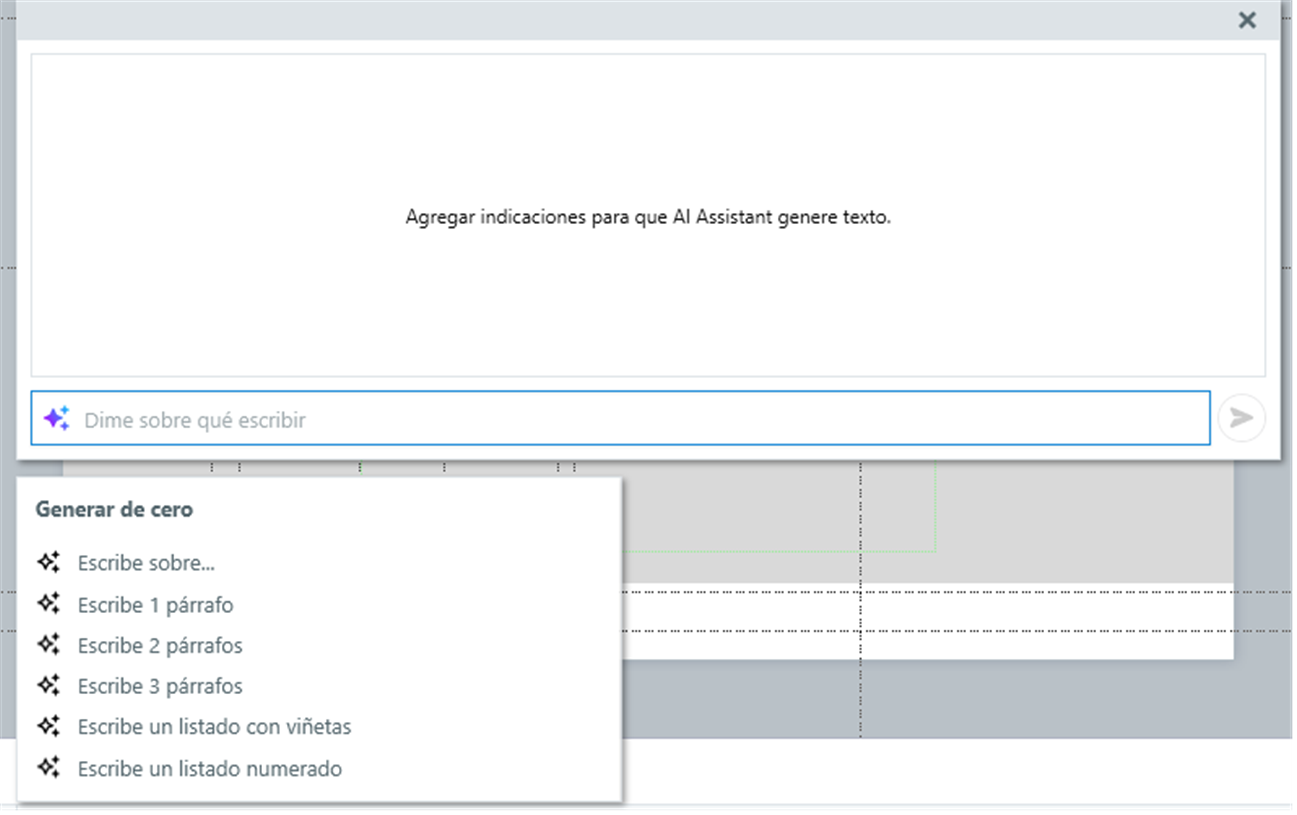 Agregar indicaciones para que AI Assistant genere texto.
Dime sobre qué escribir
Generar de cero
Escribe sobre...
Escribe 1 párrafo
Escribe 2 párrafos
Escribe 3 párrafos
Escribe un listado con viñetas
Escribe un listado numerado